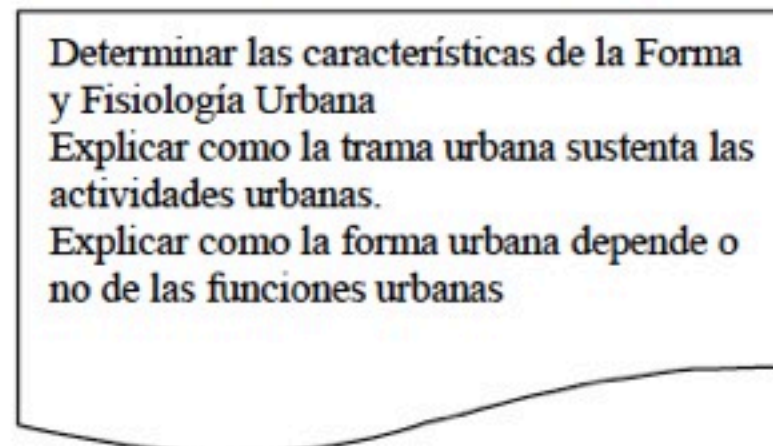 Determinar las características de la Forma
y Fisiología Urbana
Explicar como la trama urbana sustenta las
actividades urbanas.
Explicar como la forma urbana depende o
no de las funciones urbanas